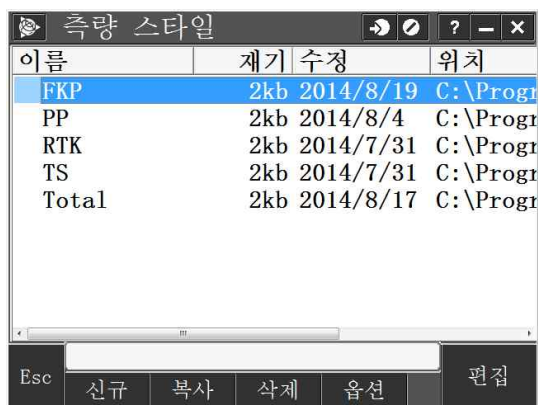 측량 스타일 ? – ×
이름 재기 수정 위치
FKP 2kb 2014/8/19 C:\Progr
PP 2kb 2014/8/4 C:\Progr
RTK 2kb 2014/7/31 C:\Progr
TS 2kb 2014/7/31 C:\Progr
Total 2kb 2014/8/17 C:\Progr
Esc 신규 복사 삭제 옵션 편집